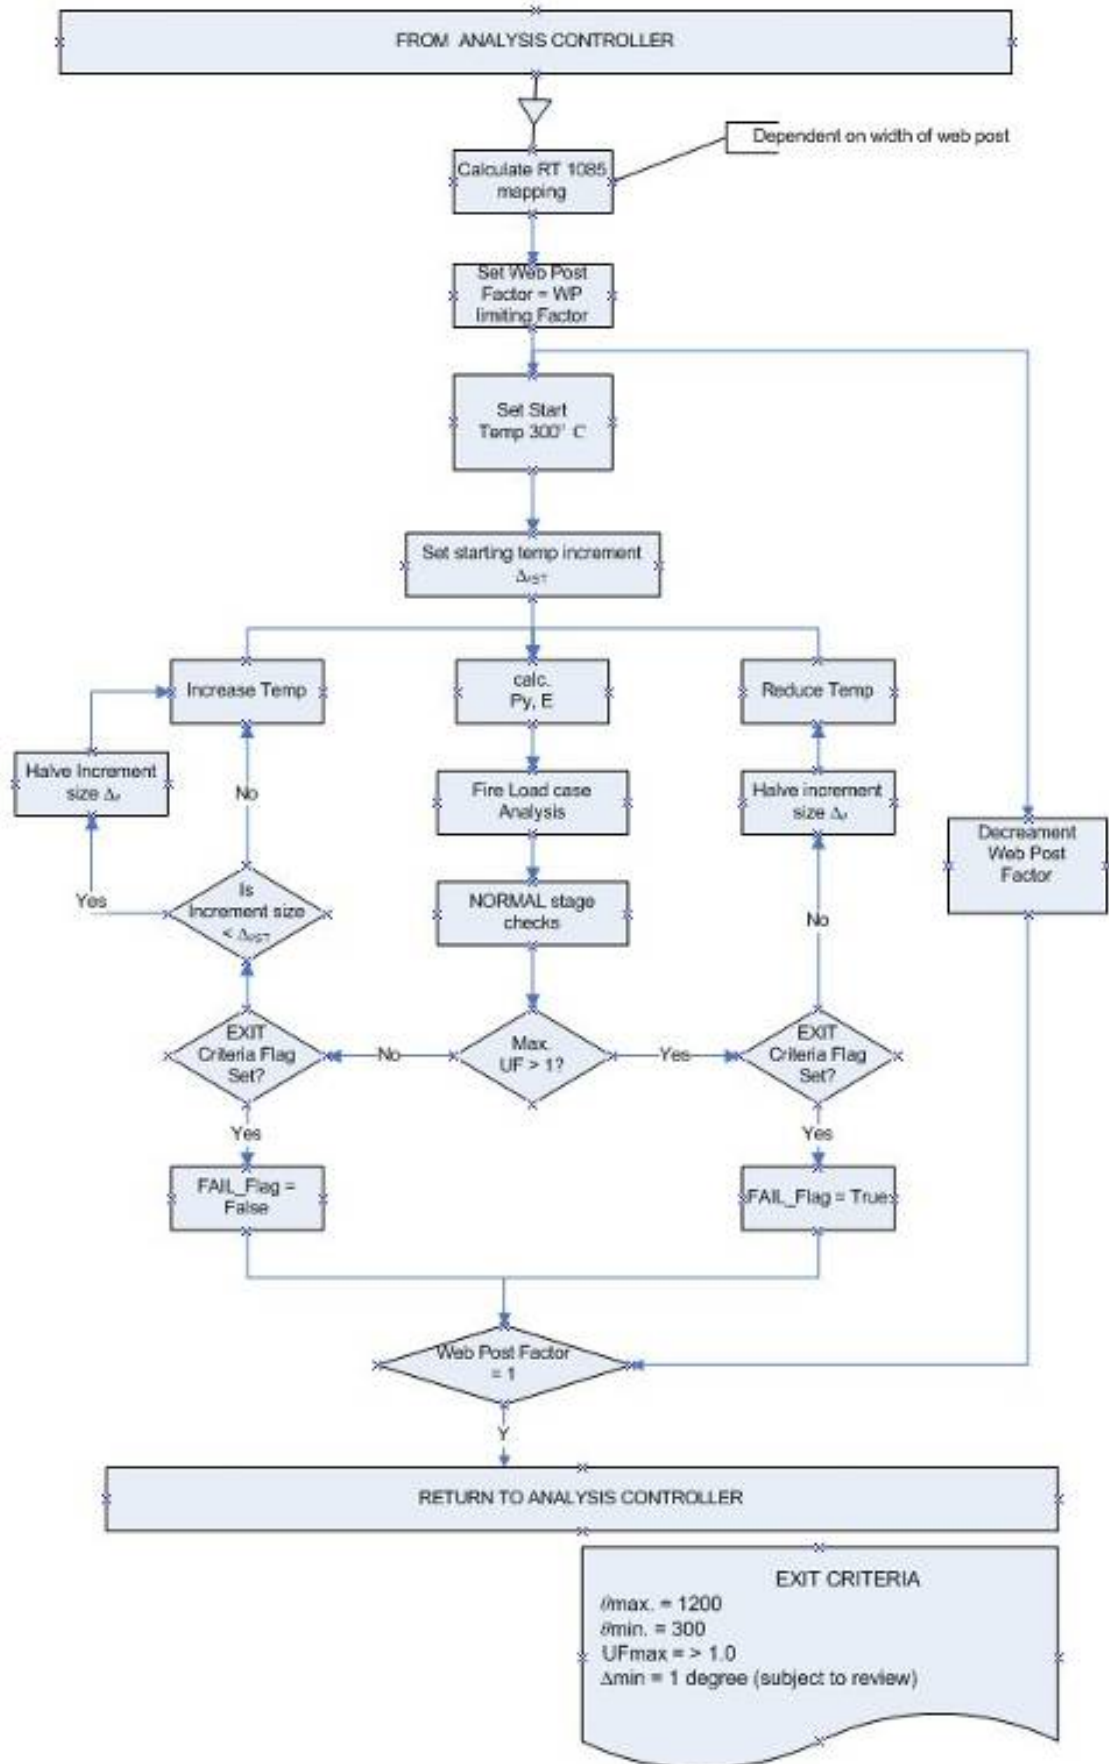 FROM ANALYSIS CONTROLLER
Dependent on width of web post
Calculate RT 1085
mapping
Set Web Post
Factor = WP
limiting Factor
Set Start
Temp 300° C
Set starting temp increment
ΔθST
Increase Temp
calc.
Py, E
Reduce Temp
Halve Increment
size Δθ
No
Fire Load case
Analysis
Halve increment
size Δθ
Decreament
Web Post
Factor
Yes
Is
Increment size
< ΔθST
NORMAL stage
checks
No
EXIT
Criteria Flag
Set?
No
Max.
UF > 1?
Yes
EXIT
Criteria Flag
Set?
Yes
Yes
FAIL_Flag =
False
FAIL_Flag = True
Web Post Factor
= 1
Y
RETURN TO ANALYSIS CONTROLLER
EXIT CRITERIA
θmax. = 1200
θmin. = 300
UFmax = > 1.0
Δmin = 1 degree (subject to review)